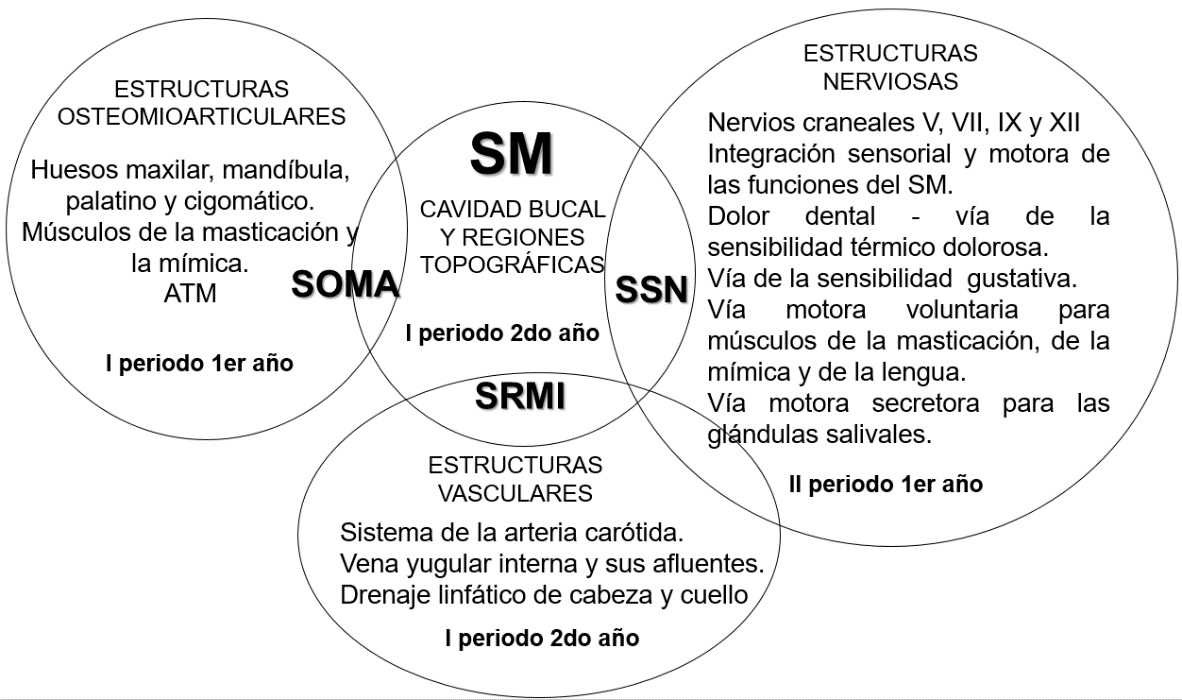 ESTRUCTURAS
OSTEOMIOARTICULARES
Huesos maxilar, mandíbula,
palatino y cigomático.
Músculos de la masticación y
la mímica.
ATM
SOMA
I periodo 1er año
SM
CAVIDAD BUCAL
Y REGIONES
TOPOGRÁFICAS
I periodo 2do año
SSN
ESTRUCTURAS
NERVIOSAS
Nervios craneales V, VII, IX y XII
Integración sensorial y motora de
las funciones del SM.
Dolor dental - vía de la
sensibilidad térmico dolorosa.
Vía de la sensibilidad gustativa.
Vía motora voluntaria para
músculos de la masticación, de la
mímica y de la lengua.
Vía motora secretora para las
glándulas salivales.
II periodo 1er año
SRMI
ESTRUCTURAS
VASCULARES
Sistema de la arteria carótida.
Vena yugular interna y sus afluentes.
Drenaje linfático de cabeza y cuello
I periodo 2do año